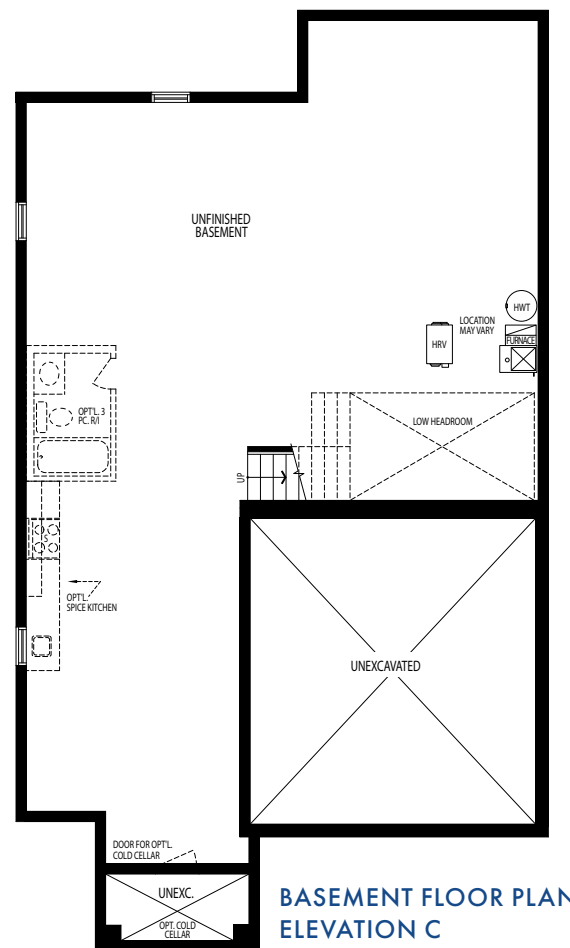 UNFINISHED
BASEMENT
HWT
LOCATION
MAY VARY
HRV
FURNACE
OPT'L. 3
PC. R/I
LOW HEADROOM
UP
S
OPT'L.
SPICE KITCHEN
UNEXCAVATED
DOOR FOR OPT'L.
COLD CELLAR
UNEXC.
OPT. COLD
CELLAR
BASEMENT FLOOR PLAN
ELEVATION C